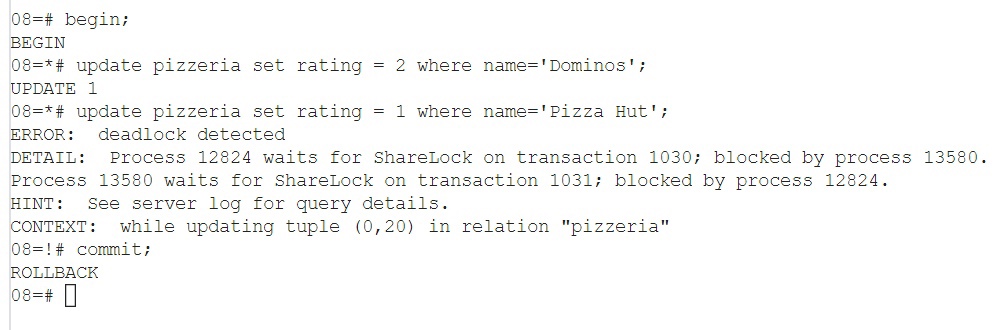 08=# begin;
BEGIN
08=*# update pizzeria set rating = 2 where name='Dominos';
UPDATE 1
08=*# update pizzeria set rating = 1 where name='Pizza Hut';
ERROR:  deadlock detected
DETAIL:  Process 12824 waits for ShareLock on transaction 1030; blocked by process 13580.
Process 13580 waits for ShareLock on transaction 1031; blocked by process 12824.
HINT:  See server log for query details.
CONTEXT:  while updating tuple (0,20) in relation "pizzeria"
08=!# commit;
ROLLBACK
08=#